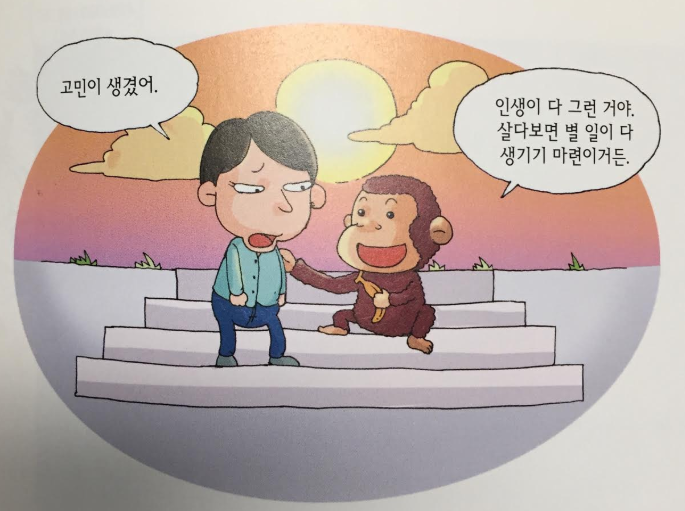 고민이 생겼어.
인생이 다 그런 거야.
살다보면 별 일이 다
생기기 마련이거든.